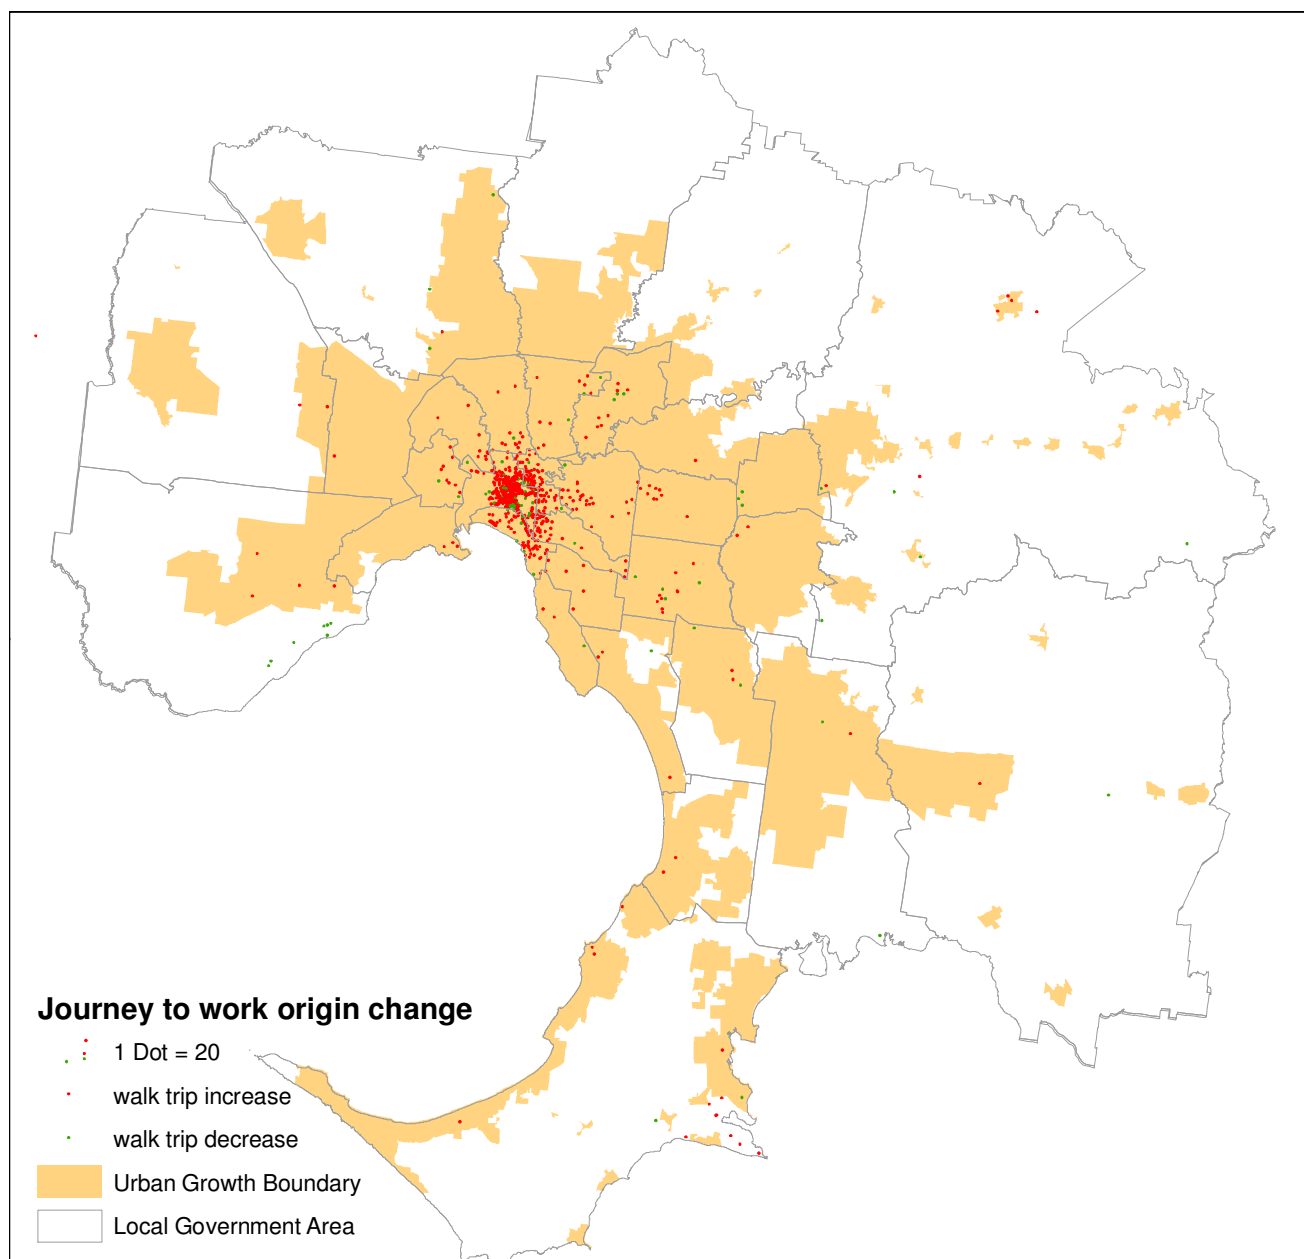 Journey to work origin change
1 Dot = 20
walk trip increase
walk trip decrease
Urban Growth Boundary
Local Government Area